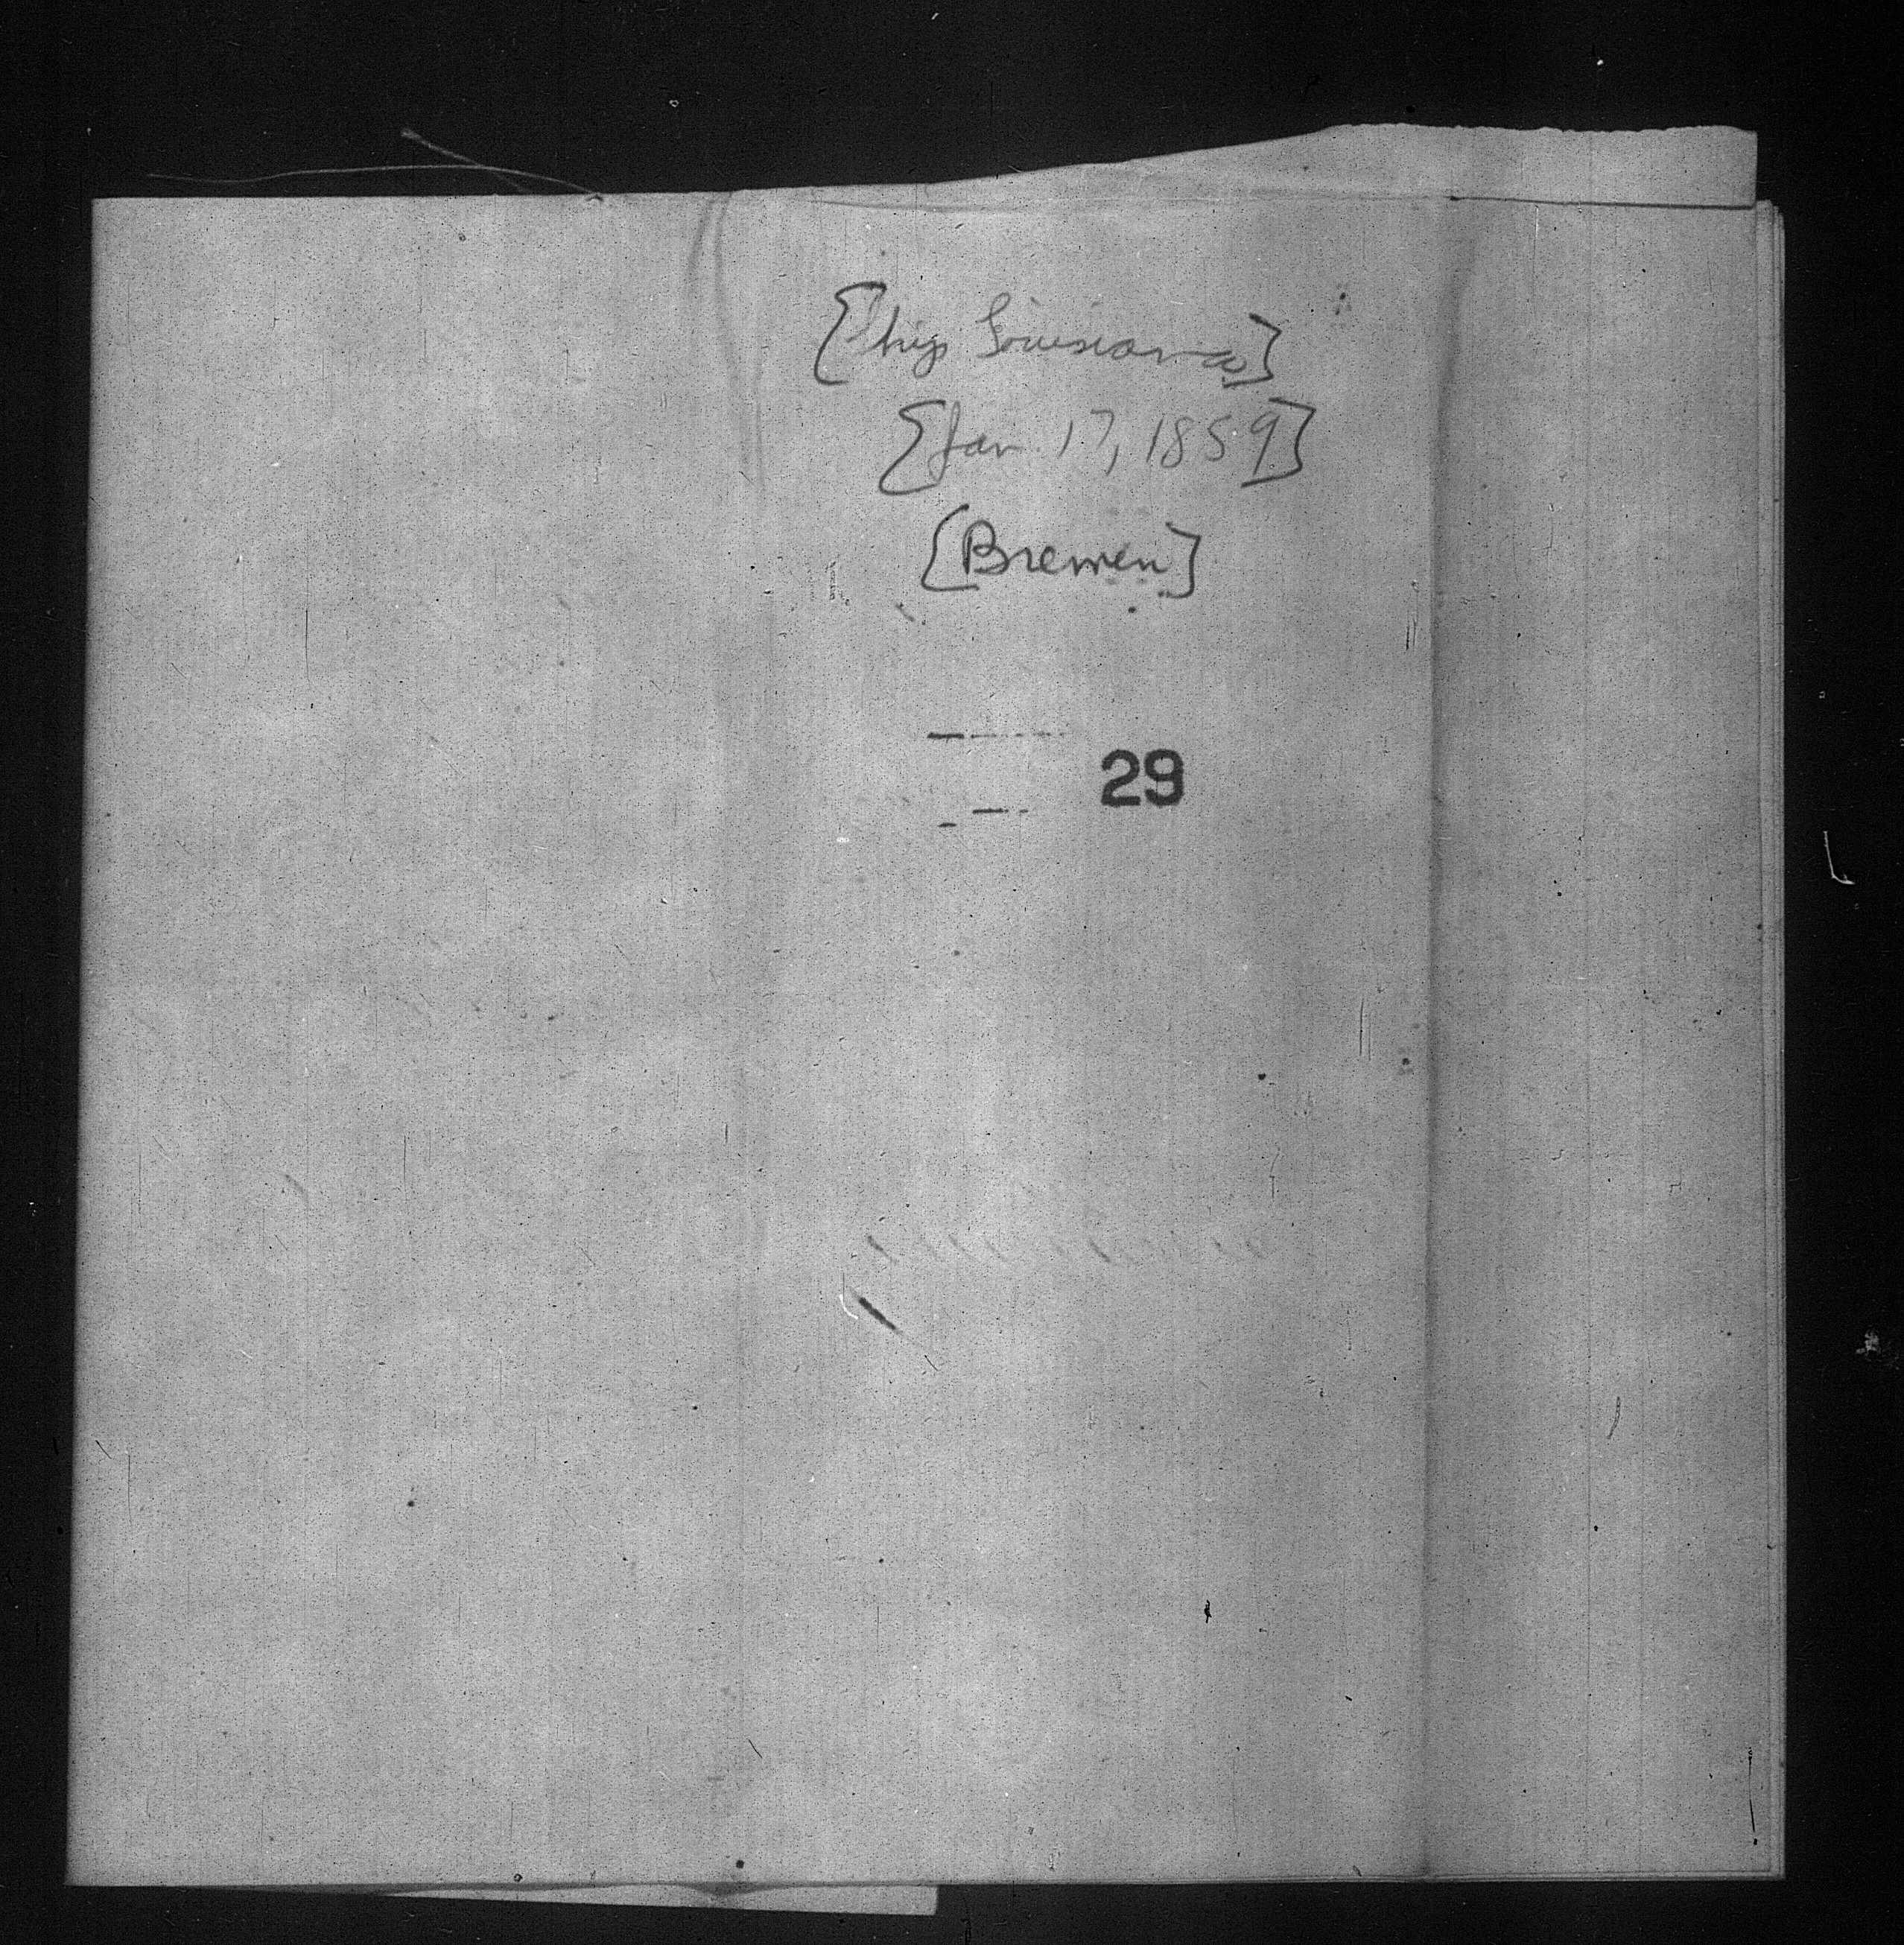 [Ship Louisiana]
[Jan. 17, 1859]
[Bremen]
29